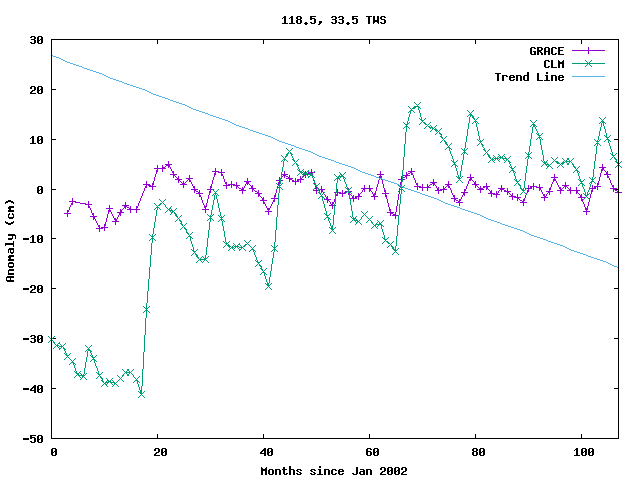 118.5, 33.5 TWS
GRACE
CLM
Trend Line
30
20
10
0
-10
-20
-30
-40
-50
Anomaly (cm)
0 20 40 60 80 100
Months since Jan 2002